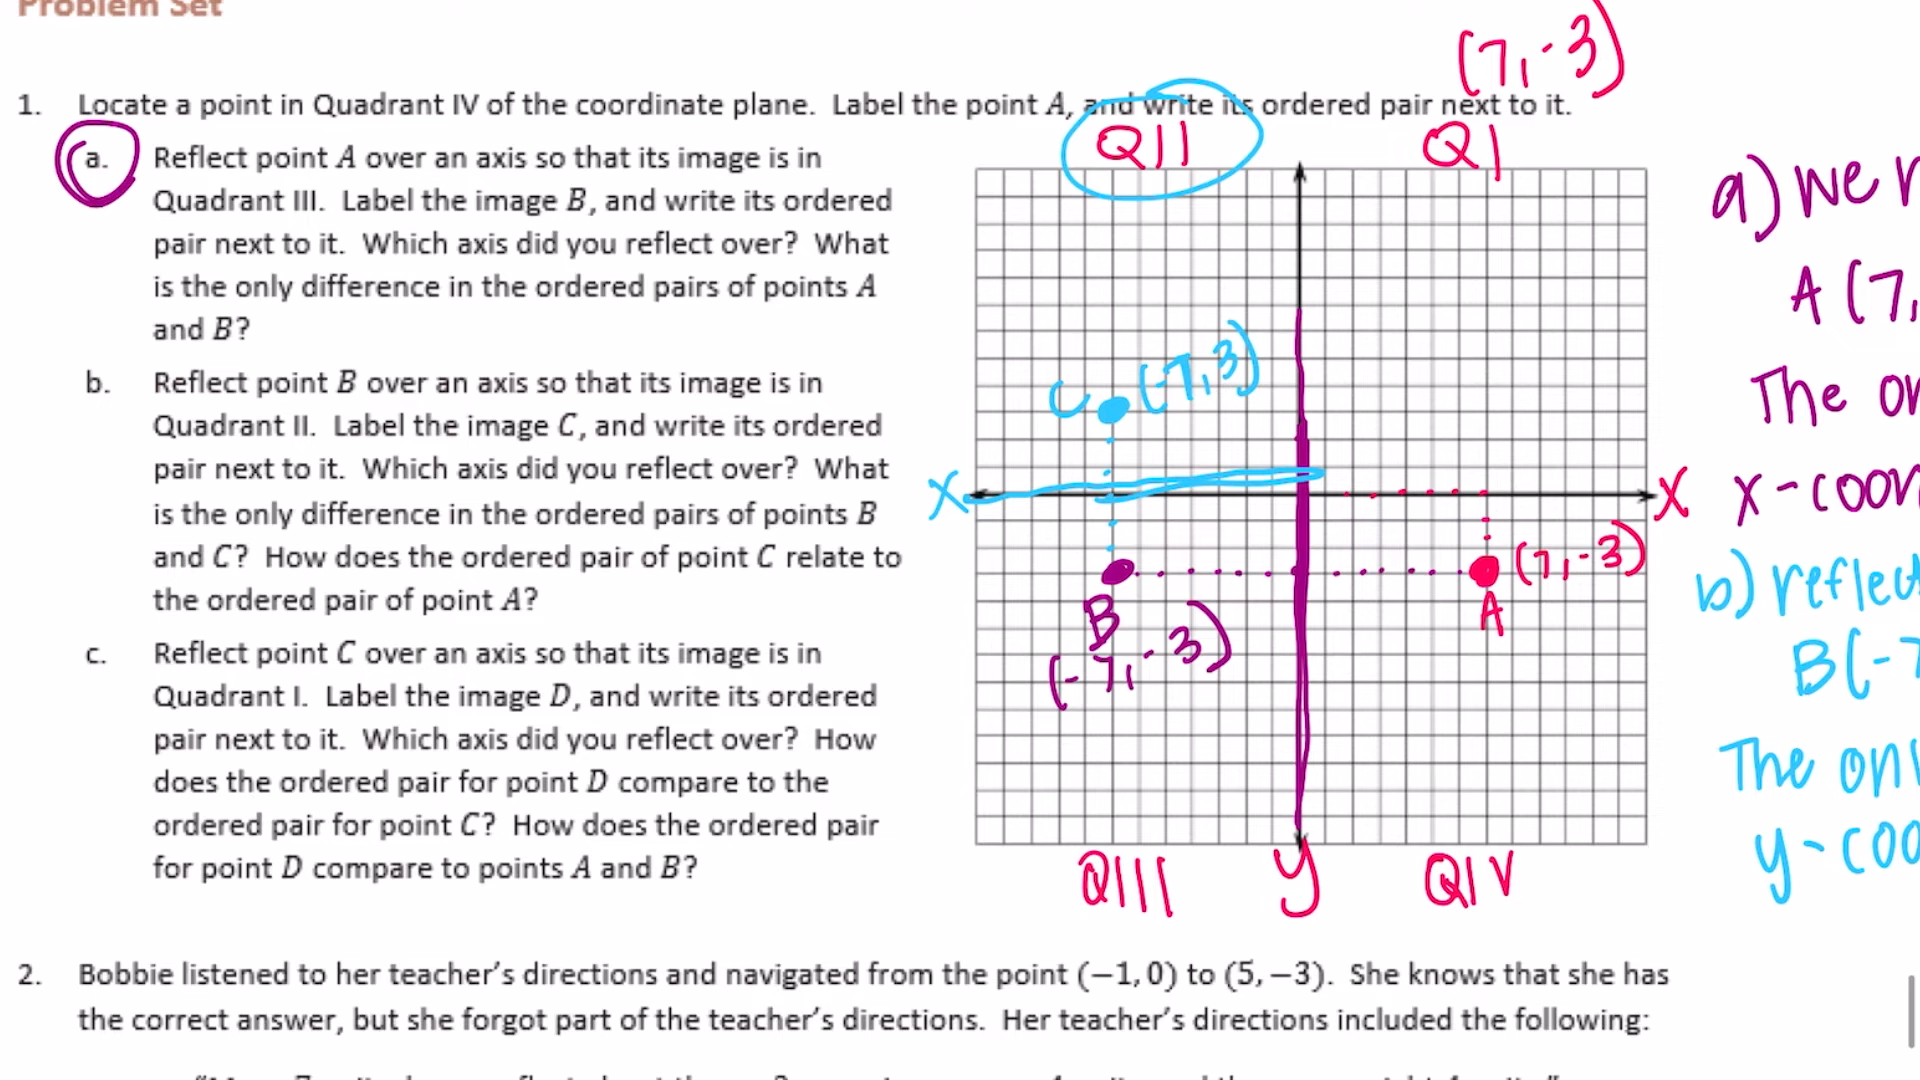 Problem Set
(7,-3)
1. Locate a point in Quadrant IV of the coordinate plane. Label the point A, and write its ordered pair next to it.
a. Reflect point A over an axis so that its image is in
Quadrant III. Label the image B, and write its ordered
pair next to it. Which axis did you reflect over? What
is the only difference in the ordered pairs of points A
and B?
b. Reflect point B over an axis so that its image is in
Quadrant II. Label the image C, and write its ordered
pair next to it. Which axis did you reflect over? What
is the only difference in the ordered pairs of points B
and C? How does the ordered pair of point C relate to
the ordered pair of point A?
c. Reflect point C over an axis so that its image is in
Quadrant I. Label the image D, and write its ordered
pair next to it. Which axis did you reflect over? How
does the ordered pair for point D compare to the
ordered pair for point C? How does the ordered pair
for point D compare to points A and B?
QII
QI
C (-7,3)
X
X
(7,-3)
A
B
(-7,-3)
QIII
y
QIV
a) we r
A (7,
The on
x-coor
b) reflect
B(-7
The onl
y-coo
2. Bobbie listened to her teacher's directions and navigated from the point (−1, 0) to (5, −3). She knows that she has
the correct answer, but she forgot part of the teacher's directions. Her teacher's directions included the following: